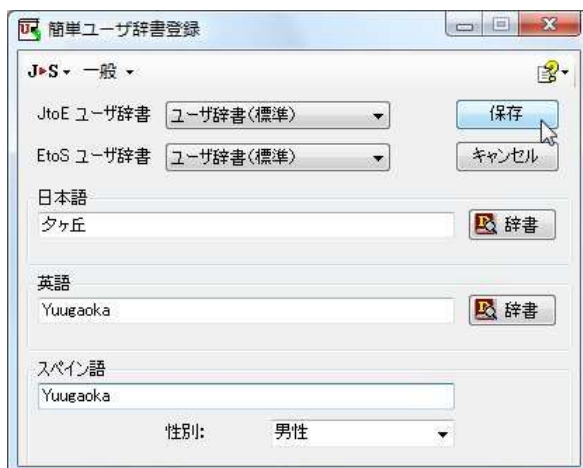 簡単ユーザ辞書登録
J▶S 一般
JtoE ユーザ辞書 ユーザ辞書(標準) 保存
EtoS ユーザ辞書 ユーザ辞書(標準) キャンセル
日本語
夕ヶ丘 辞書
英語
Yuugaoka 辞書
スペイン語
Yuugaoka
性別: 男性